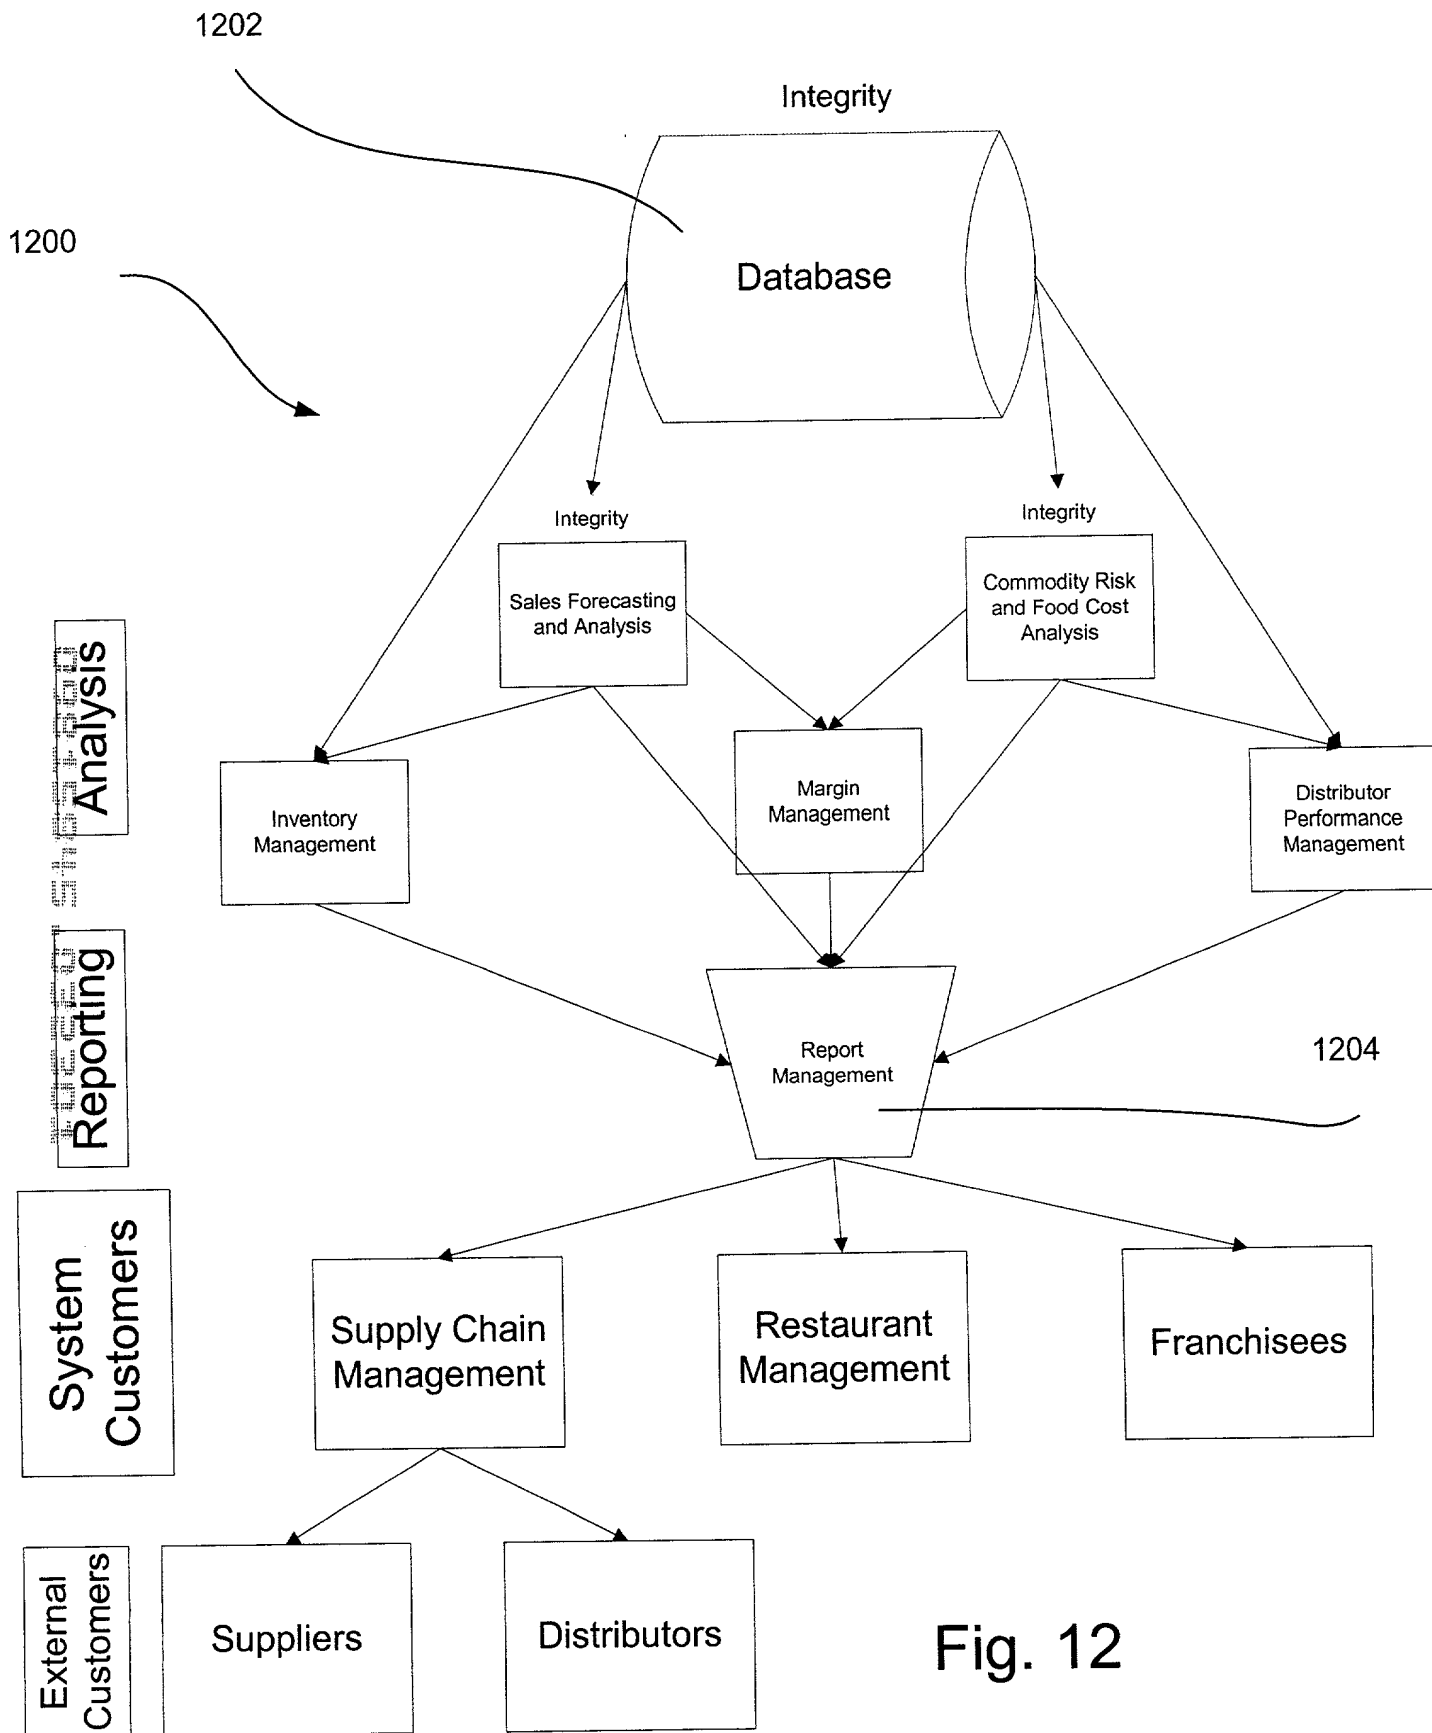 1202
Integrity
1200
Database
Integrity
Integrity
Sales Forecasting
and Analysis
Commodity Risk
and Food Cost
Analysis
Analysis
Inventory
Management
Margin
Management
Distributor
Performance
Management
Reporting
Report
Management
1204
System
Customers
Supply Chain
Management
Restaurant
Management
Franchisees
External
Customers
Suppliers
Distributors
Fig. 12